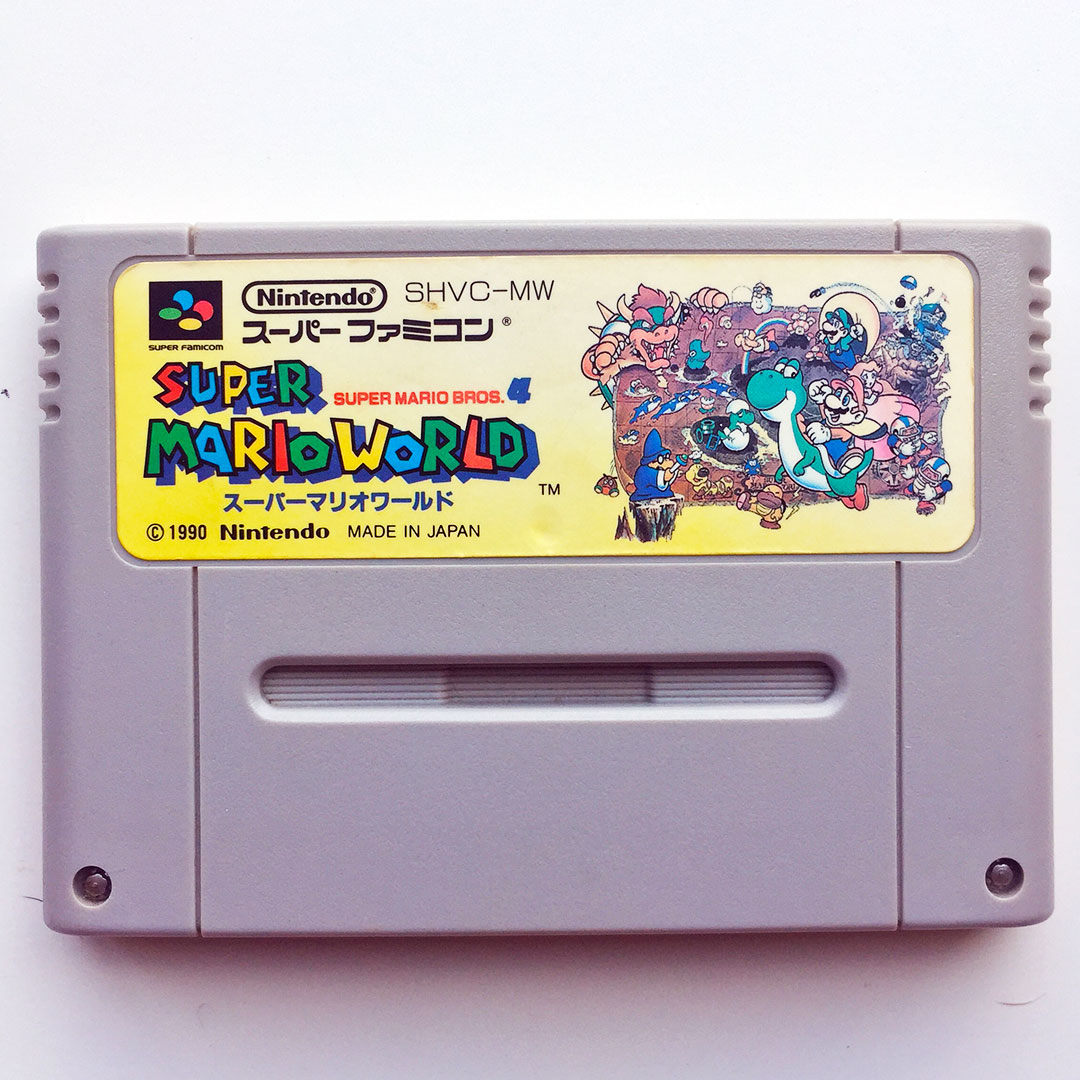 Nintendo® SHVC-MW
スーパーファミコン®
SUPER FAMICOM
SUPER SUPER MARIO BROS. 4
MARIO WORLD TM
スーパーマリオワールド
© 1990 Nintendo MADE IN JAPAN